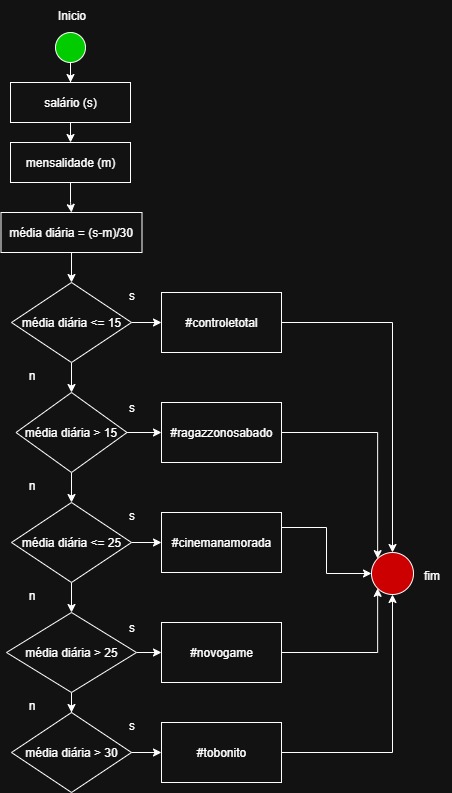 Inicio
salário (s)
mensalidade (m)
média diária = (s-m)/30
s
média diária <= 15
#controletotal
n
s
média diária > 15
#ragazzonosabado
n
s
média diária <= 25
#cinemanamorada
fim
n
s
média diária > 25
#novogame
n
s
média diária > 30
#tobonito